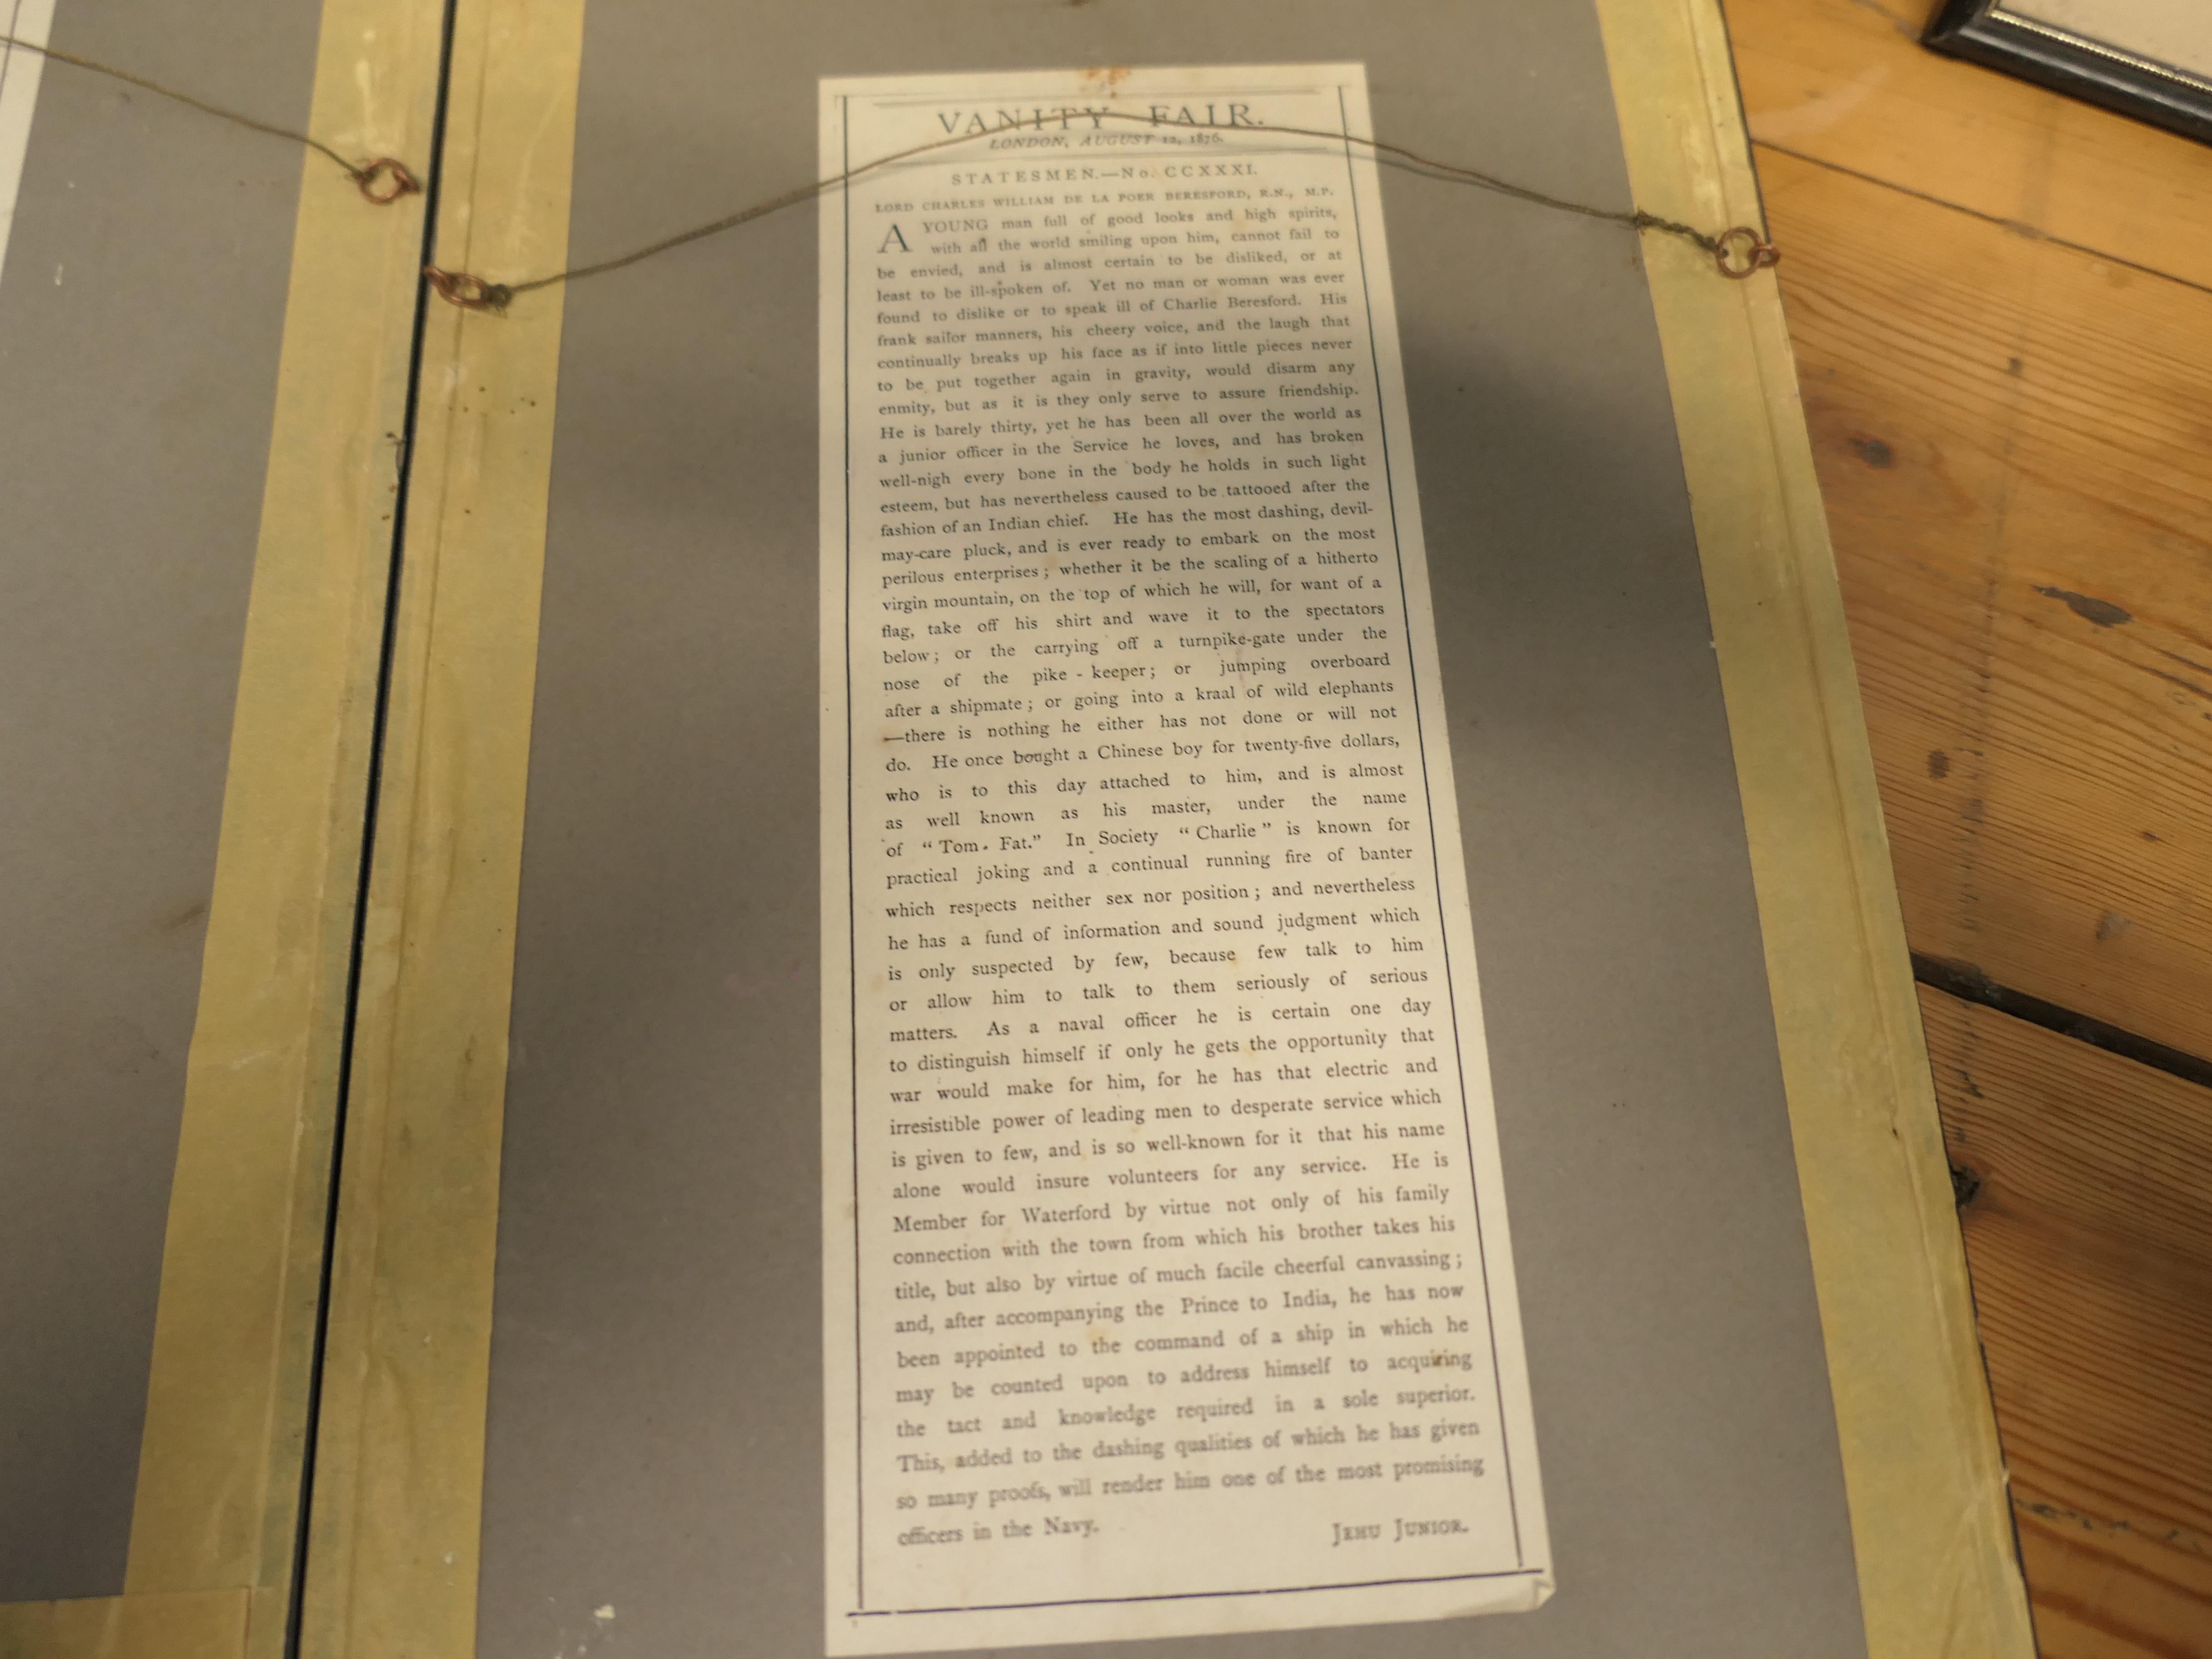 VANITY FAIR.
LONDON, AUGUST 12, 1876.
STATESMEN.—No. CCXXXI.
LORD CHARLES WILLIAM DE LA POER BERESFORD, R.N., M.P.
A YOUNG man full of good looks and high spirits,
with all the world smiling upon him, cannot fail to
be envied, and is almost certain to be disliked, or at
least to be ill-spoken of. Yet no man or woman was ever
found to dislike or to speak ill of Charlie Beresford. His
frank sailor manners, his cheery voice, and the laugh that
continually breaks up his face as if into little pieces never
to be put together again in gravity, would disarm any
enmity, but as it is they only serve to assure friendship.
He is barely thirty, yet he has been all over the world as
a junior officer in the Service he loves, and has broken
well-nigh every bone in the body he holds in such light
esteem, but has nevertheless caused to be tattooed after the
fashion of an Indian chief. He has the most dashing, devil-
may-care pluck, and is ever ready to embark on the most
perilous enterprises; whether it be the scaling of a hitherto
virgin mountain, on the top of which he will, for want of a
flag, take off his shirt and wave it to the spectators
below; or the carrying off a turnpike-gate under the
nose of the pike-keeper; or jumping overboard
after a shipmate; or going into a kraal of wild elephants
—there is nothing he either has not done or will not
do. He once bought a Chinese boy for twenty-five dollars,
who is to this day attached to him, and is almost
as well known as his master, under the name
of "Tom Fat." In Society "Charlie" is known for
practical joking and a continual running fire of banter
which respects neither sex nor position; and nevertheless
he has a fund of information and sound judgment which
is only suspected by few, because few talk to him
or allow him to talk to them seriously of serious
matters. As a naval officer he is certain one day
to distinguish himself if only he gets the opportunity that
war would make for him, for he has that electric and
irresistible power of leading men to desperate service which
is given to few, and is so well-known for it that his name
alone would insure volunteers for any service. He is
Member for Waterford by virtue not only of his family
connection with the town from which his brother takes his
title, but also by virtue of much facile cheerful canvassing;
and, after accompanying the Prince to India, he has now
been appointed to the command of a ship in which he
may be counted upon to address himself to acquiring
the tact and knowledge required in a sole superior.
This, added to the dashing qualities of which he has given
so many proofs, will render him one of the most promising
officers in the Navy. JEHU JUNIOR.